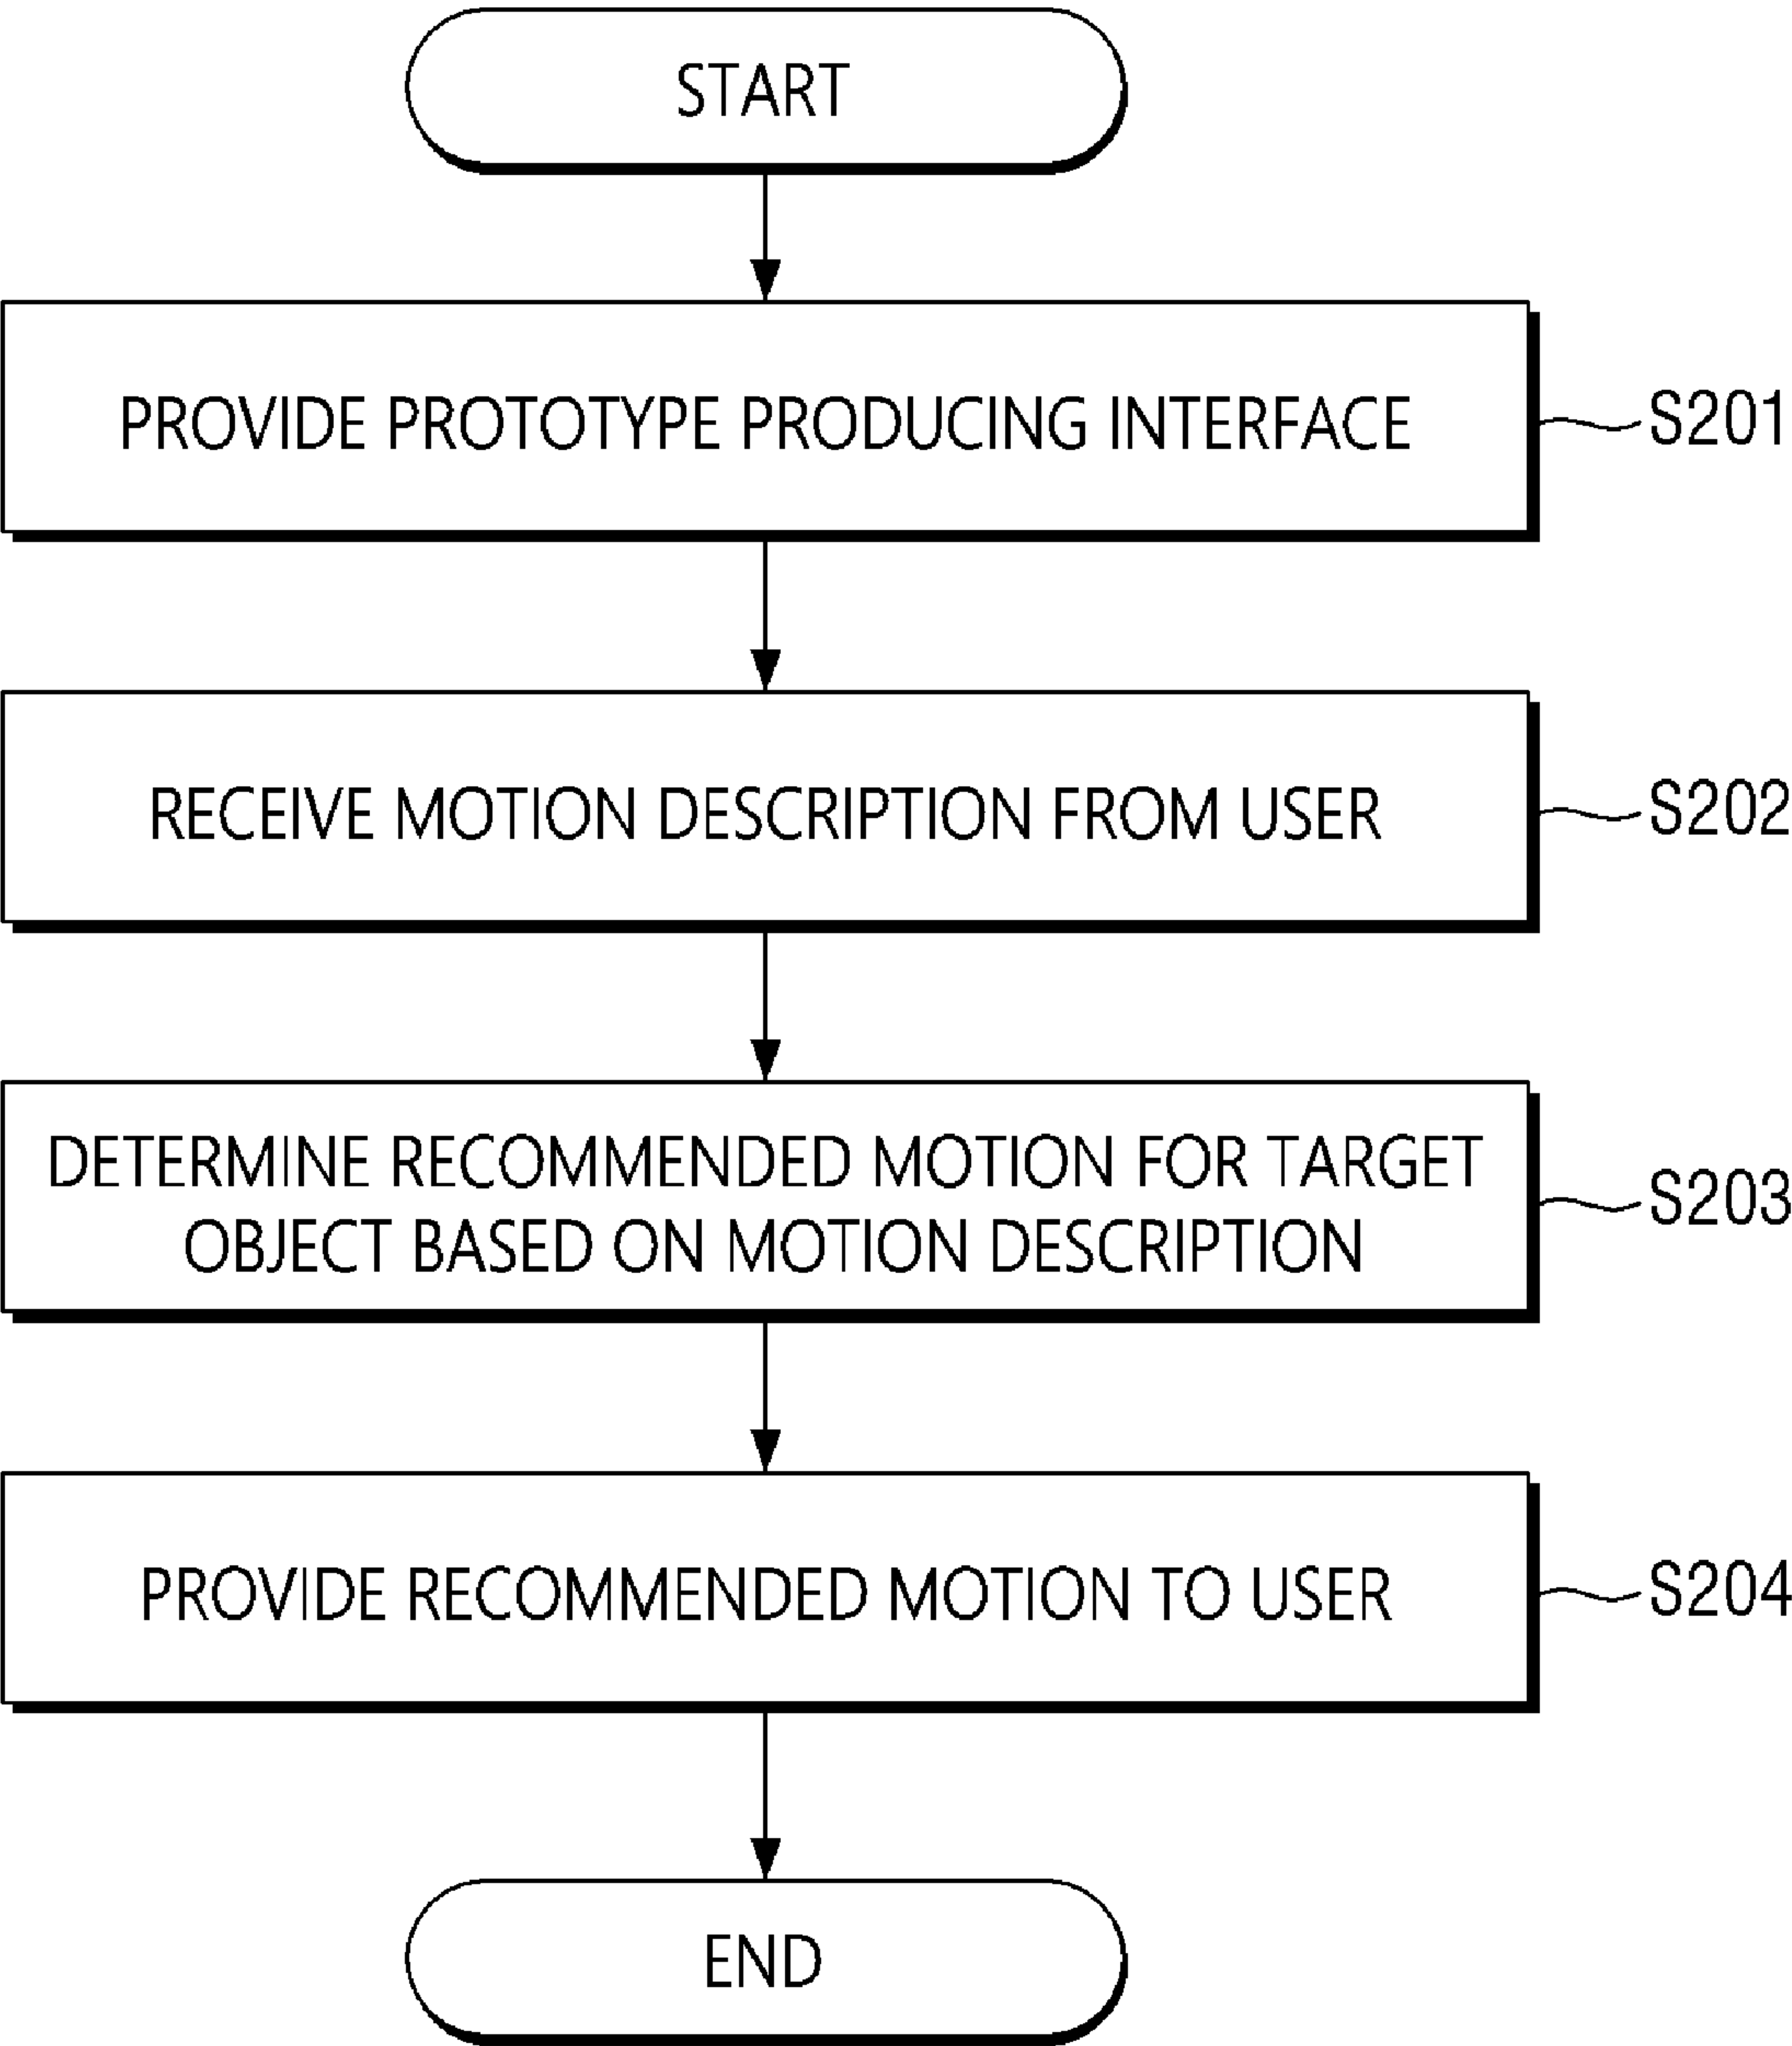 START
PROVIDE PROTOTYPE PRODUCING INTERFACE
S201
RECEIVE MOTION DESCRIPTION FROM USER
S202
DETERMINE RECOMMENDED MOTION FOR TARGET
OBJECT BASED ON MOTION DESCRIPTION
S203
PROVIDE RECOMMENDED MOTION TO USER
S204
END